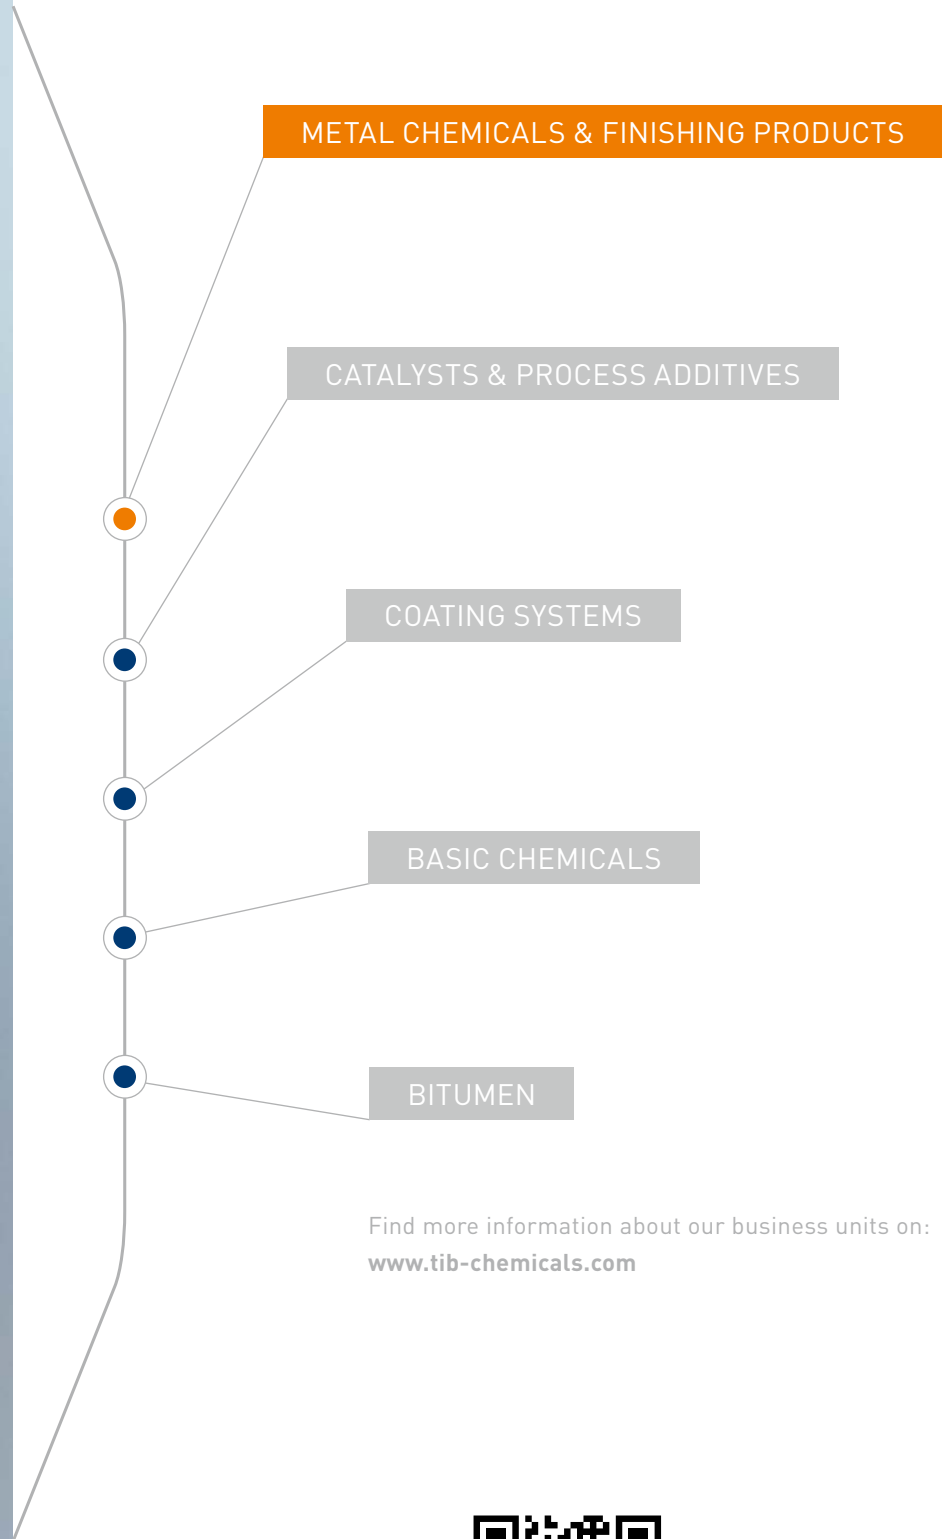 METAL CHEMICALS & FINISHING PRODUCTS
CATALYSTS & PROCESS ADDITIVES
COATING SYSTEMS
BASIC CHEMICALS
BITUMEN
Find more information about our business units on:
www.tib-chemicals.com